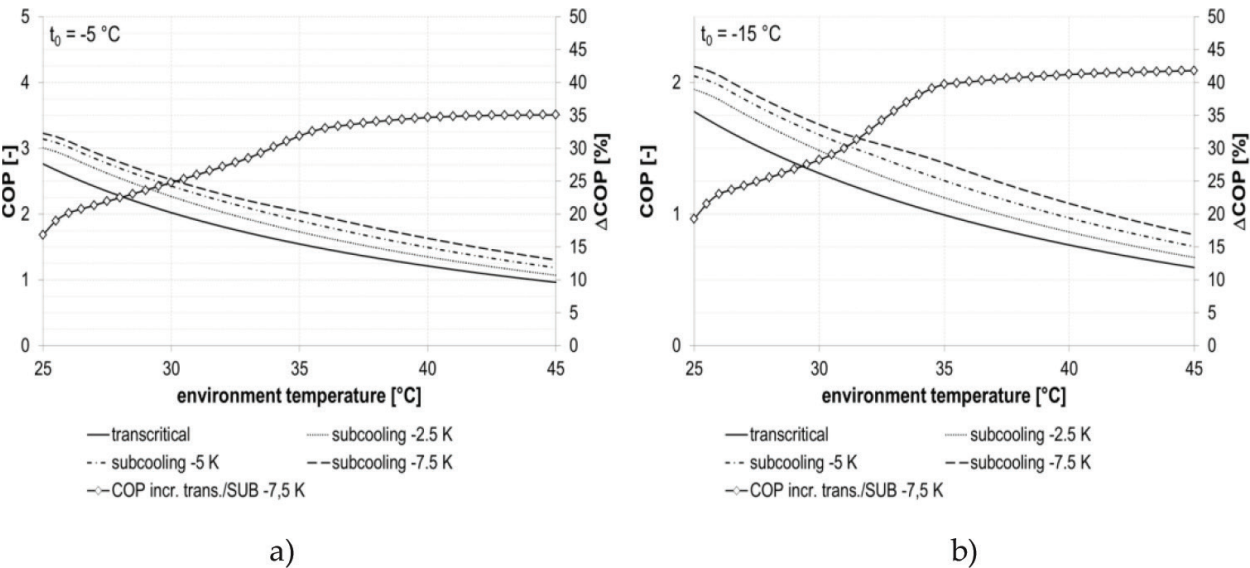 t₀ = -5 °C
COP [-]
5
4
3
2
1
0
ΔCOP [%]
50
45
40
35
30
25
20
15
10
5
0
25 30 35 40 45
environment temperature [°C]
transcritical subcooling -2.5 K
subcooling -5 K subcooling -7.5 K
COP incr. trans./SUB -7,5 K
a)
t₀ = -15 °C
COP [-]
2
1
0
ΔCOP [%]
50
45
40
35
30
25
20
15
10
5
0
25 30 35 40 45
environment temperature [°C]
transcritical subcooling -2.5 K
subcooling -5 K subcooling -7.5 K
COP incr. trans./SUB -7,5 K
b)